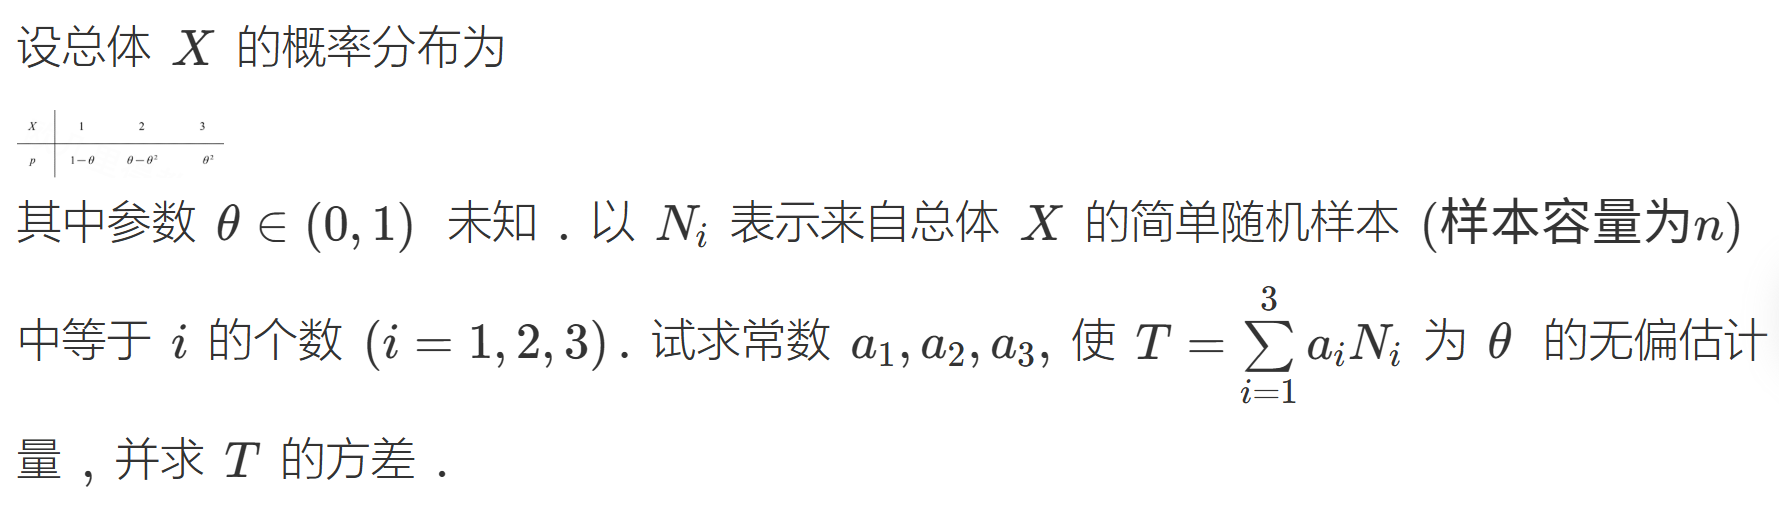 设总体 X 的概率分布为
X 1 2 3
p 1−θ θ−θ² θ²
其中参数 θ ∈ (0, 1) 未知 . 以 N_i 表示来自总体 X 的简单随机样本 (样本容量为n)
中等于 i 的个数 (i = 1, 2, 3) . 试求常数 a_1, a_2, a_3, 使 T = \sum_{i=1}^{3} a_i N_i 为 θ 的无偏估计
量 , 并求 T 的方差 .